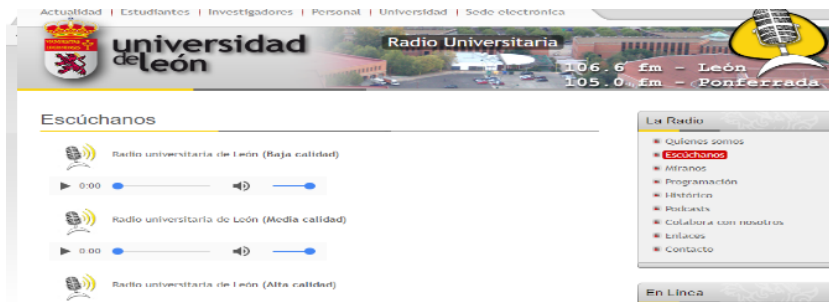 Actualidad | Estudiantes | Investigadores | Personal | Universidad | Sede electrónica
universidad
de león
Radio Universitaria
106.6 fm - León
105.0 fm - Ponferrada
Escúchanos
Radio universitaria de León (Baja calidad)
0:00
Radio universitaria de León (Media calidad)
0:00
Radio universitaria de León (Alta calidad)
La Radio
Quienes somos
Escúchanos
Míranos
Programación
Histórico
Podcasts
Colabora con nosotros
Enlaces
Contacto
En Línea